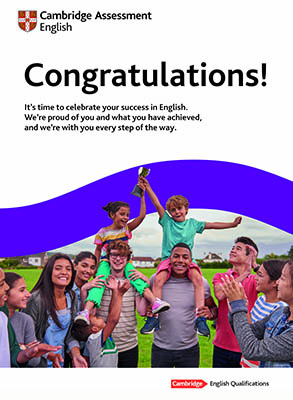 Cambridge Assessment
English
Congratulations!
It's time to celebrate your success in English.
We're proud of you and what you have achieved,
and we're with you every step of the way.
Cambridge English Qualifications